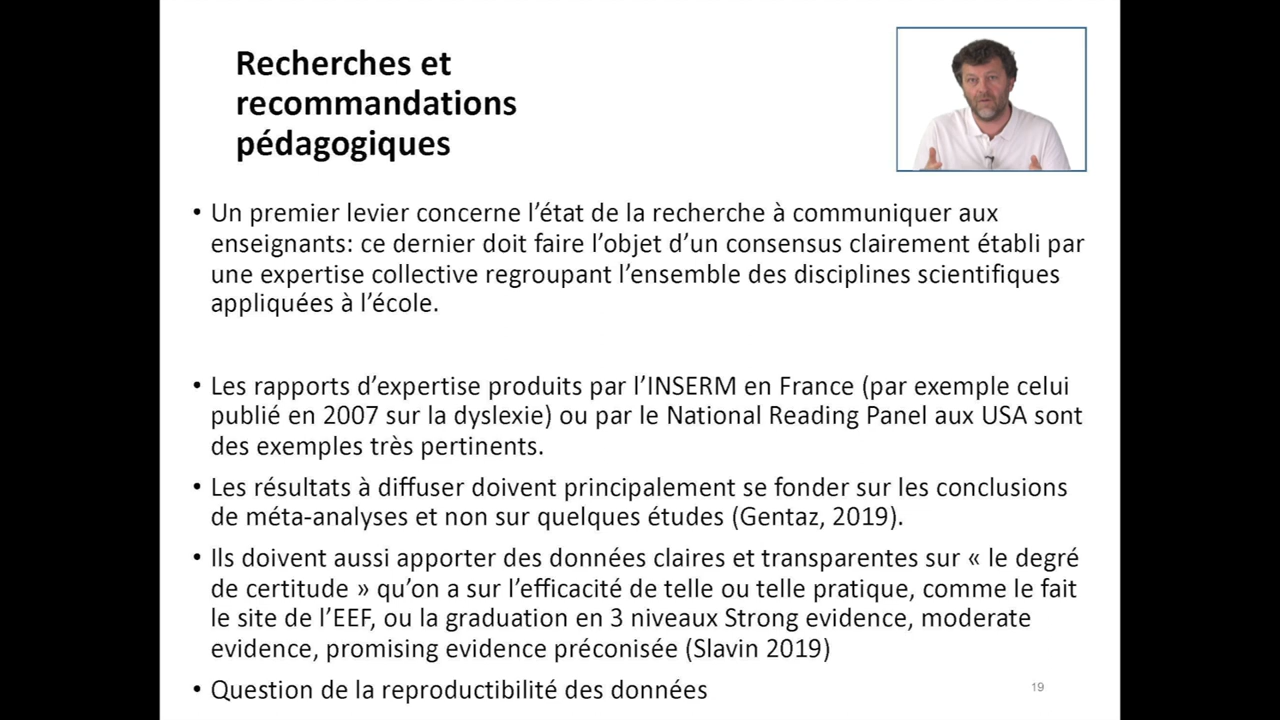 Recherches et
recommandations
pédagogiques
• Un premier levier concerne l’état de la recherche à communiquer aux
enseignants: ce dernier doit faire l’objet d’un consensus clairement établi par
une expertise collective regroupant l’ensemble des disciplines scientifiques
appliquées à l’école.
• Les rapports d’expertise produits par l’INSERM en France (par exemple celui
publié en 2007 sur la dyslexie) ou par le National Reading Panel aux USA sont
des exemples très pertinents.
• Les résultats à diffuser doivent principalement se fonder sur les conclusions
de méta-analyses et non sur quelques études (Gentaz, 2019).
• Ils doivent aussi apporter des données claires et transparentes sur « le degré
de certitude » qu’on a sur l’efficacité de telle ou telle pratique, comme le fait
le site de l’EEF, ou la graduation en 3 niveaux Strong evidence, moderate
evidence, promising evidence préconisée (Slavin 2019)
• Question de la reproductibilité des données
19